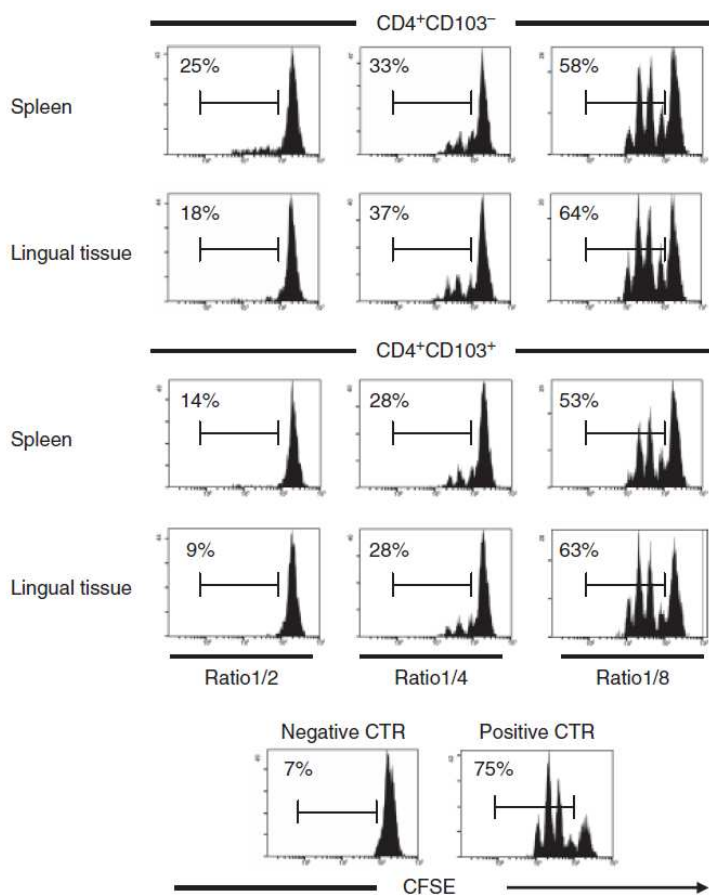 CD4⁺CD103⁻
Spleen 25% 33% 58%
Lingual tissue 18% 37% 64%
CD4⁺CD103⁺
Spleen 14% 28% 53%
Lingual tissue 9% 28% 63%
Ratio1/2 Ratio1/4 Ratio1/8
Negative CTR Positive CTR
7% 75%
CFSE